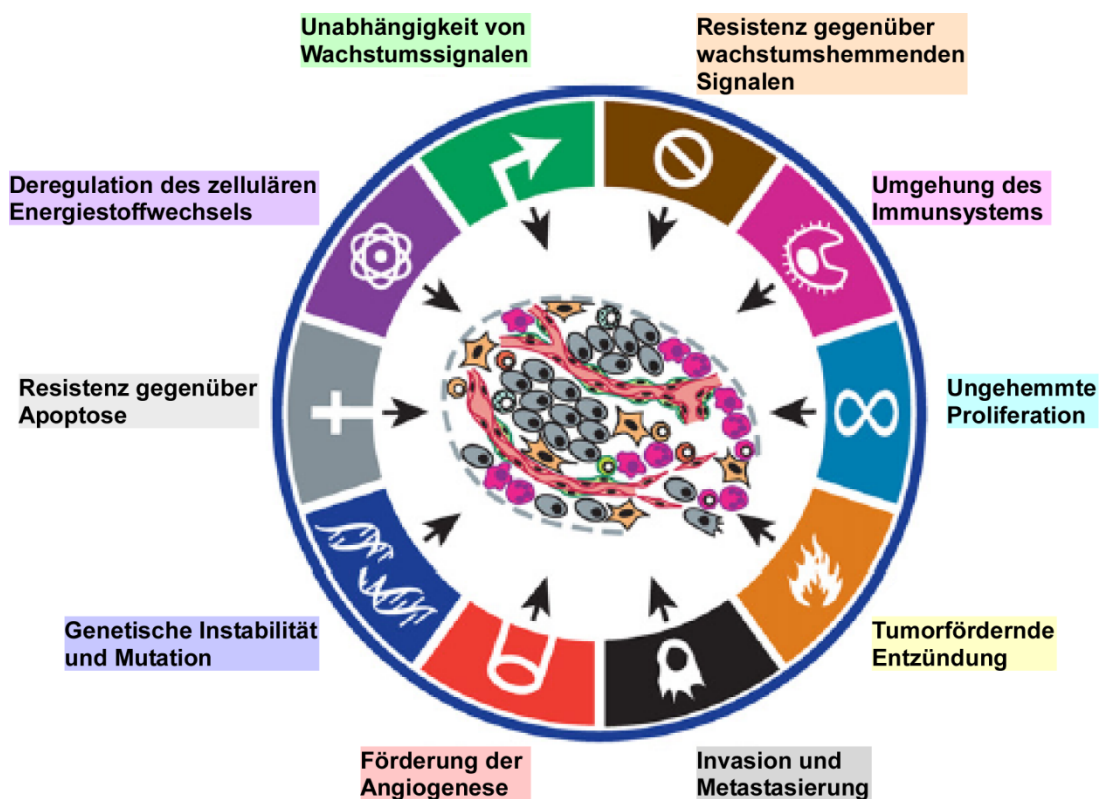 Unabhängigkeit von
Wachstumssignalen
Resistenz gegenüber
wachstumshemmenden
Signalen
Deregulation des zellulären
Energiestoffwechsels
Umgehung des
Immunsystems
Resistenz gegenüber
Apoptose
Ungehemmte
Proliferation
Genetische Instabilität
und Mutation
Tumorfördernde
Entzündung
Förderung der
Angiogenese
Invasion und
Metastasierung